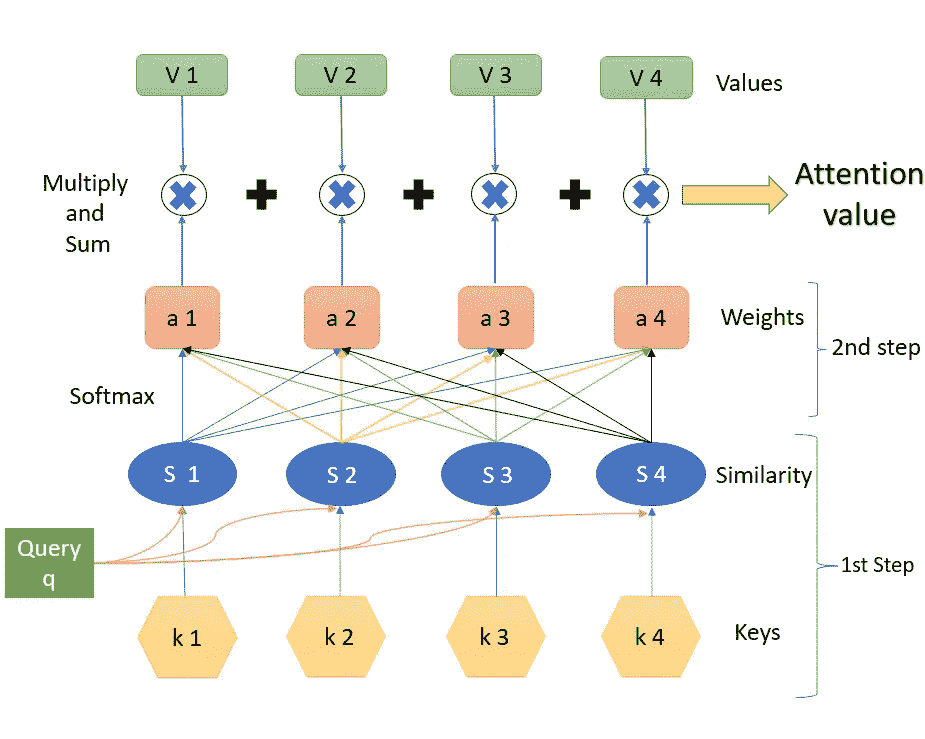 V 1
V 2
V 3
V 4
Values
Multiply
and
Sum
Attention
value
a 1
a 2
a 3
a 4
Weights
2nd step
Softmax
S 1
S 2
S 3
S 4
Similarity
Query
q
1st Step
k 1
k 2
k 3
k 4
Keys